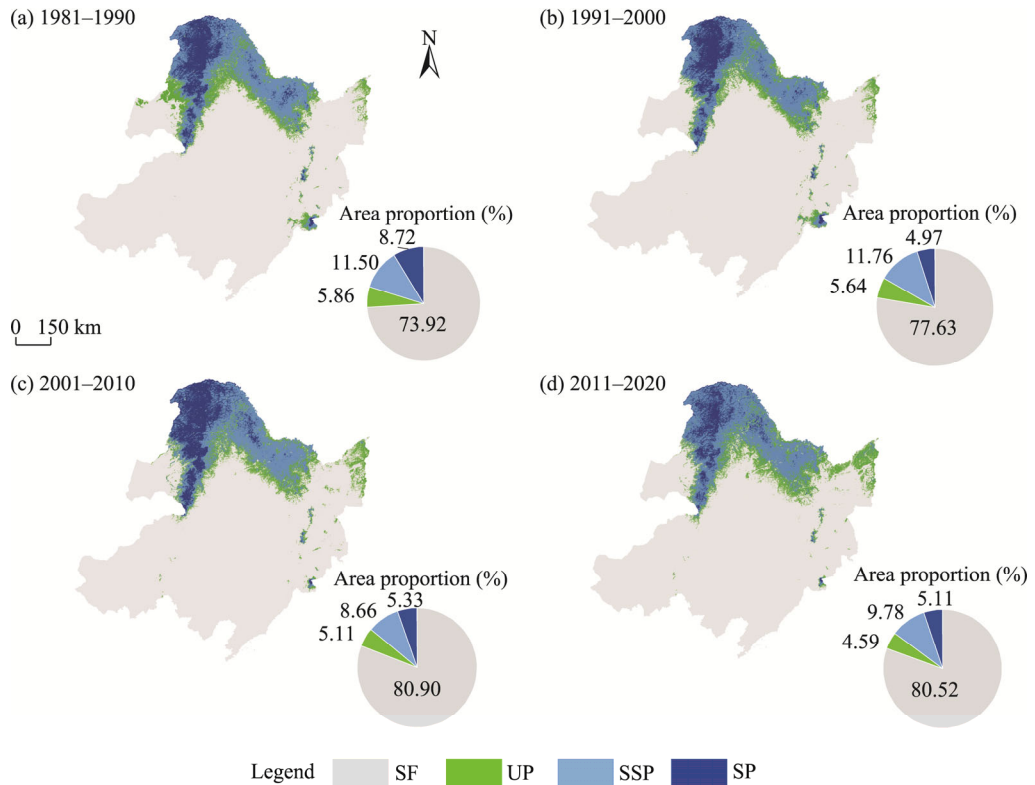 (a) 1981–1990
N
Area proportion (%)
8.72
11.50
5.86
73.92
0 150 km
(b) 1991–2000
Area proportion (%)
4.97
11.76
5.64
77.63
(c) 2001–2010
Area proportion (%)
5.33
8.66
5.11
80.90
(d) 2011–2020
Area proportion (%)
5.11
9.78
4.59
80.52
Legend SF UP SSP SP